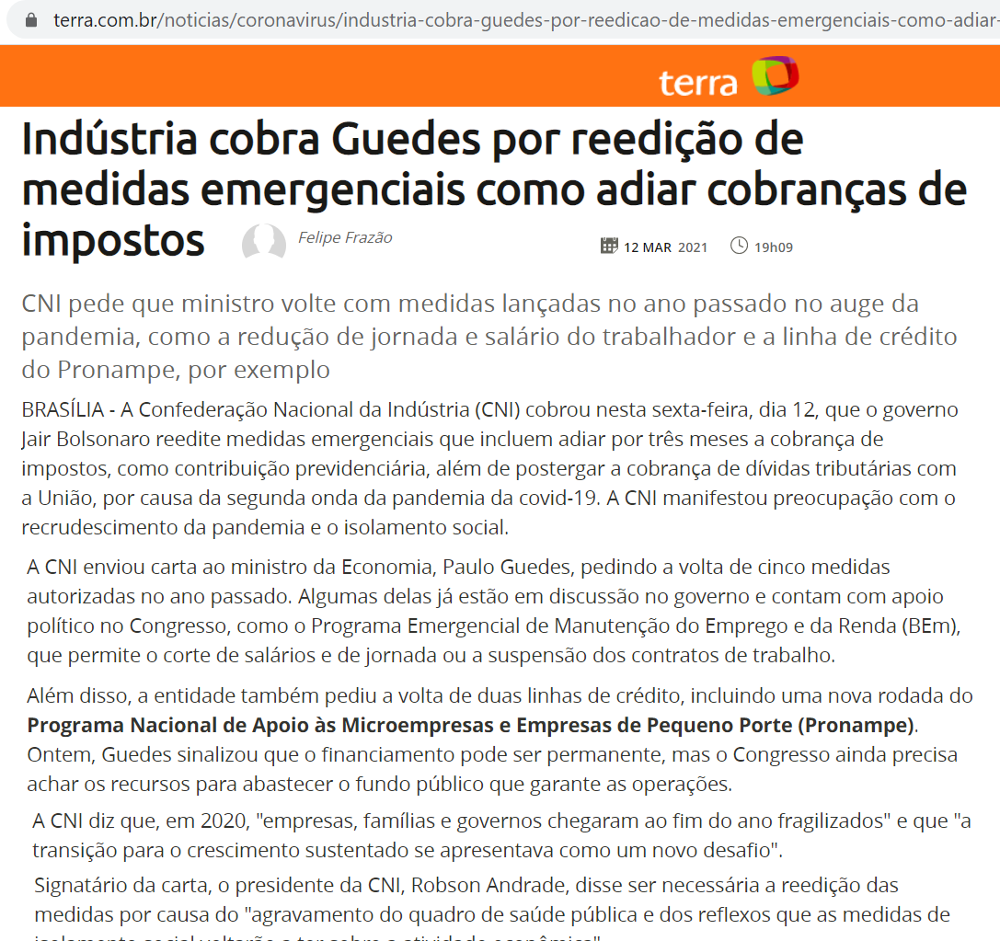 terra.com.br/noticias/coronavirus/industria-cobra-guedes-por-reedicao-de-medidas-emergenciais-como-adiar-
terra
Indústria cobra Guedes por reedição de
medidas emergenciais como adiar cobranças de
impostos
Felipe Frazão
12 MAR 2021 19h09
CNI pede que ministro volte com medidas lançadas no ano passado no auge da
pandemia, como a redução de jornada e salário do trabalhador e a linha de crédito
do Pronampe, por exemplo
BRASÍLIA - A Confederação Nacional da Indústria (CNI) cobrou nesta sexta-feira, dia 12, que o governo
Jair Bolsonaro reedite medidas emergenciais que incluem adiar por três meses a cobrança de
impostos, como contribuição previdenciária, além de postergar a cobrança de dívidas tributárias com
a União, por causa da segunda onda da pandemia da covid-19. A CNI manifestou preocupação com o
recrudescimento da pandemia e o isolamento social.
A CNI enviou carta ao ministro da Economia, Paulo Guedes, pedindo a volta de cinco medidas
autorizadas no ano passado. Algumas delas já estão em discussão no governo e contam com apoio
político no Congresso, como o Programa Emergencial de Manutenção do Emprego e da Renda (BEm),
que permite o corte de salários e de jornada ou a suspensão dos contratos de trabalho.
Além disso, a entidade também pediu a volta de duas linhas de crédito, incluindo uma nova rodada do
Programa Nacional de Apoio às Microempresas e Empresas de Pequeno Porte (Pronampe).
Ontem, Guedes sinalizou que o financiamento pode ser permanente, mas o Congresso ainda precisa
achar os recursos para abastecer o fundo público que garante as operações.
A CNI diz que, em 2020, "empresas, famílias e governos chegaram ao fim do ano fragilizados" e que "a
transição para o crescimento sustentado se apresentava como um novo desafio".
Signatário da carta, o presidente da CNI, Robson Andrade, disse ser necessária a reedição das
medidas por causa do "agravamento do quadro de saúde pública e dos reflexos que as medidas de
isolamento social voltarão a ter sobre a atividade econômica"